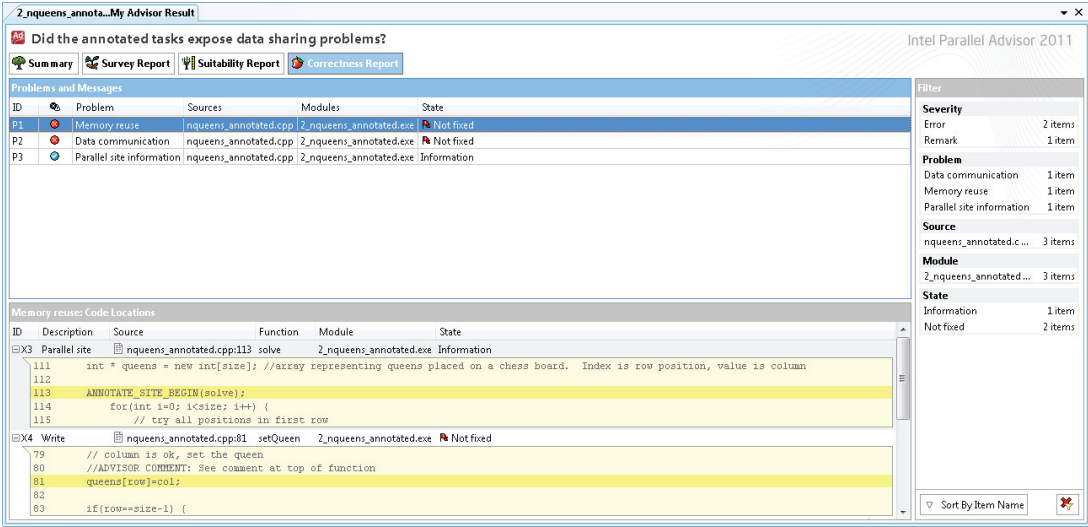 2_nqueens_annota...My Advisor Result
Did the annotated tasks expose data sharing problems?
Intel Parallel Advisor 2011
Summary Survey Report Suitability Report Correctness Report
Problems and Messages
ID Problem Sources Modules State
P1 Memory reuse nqueens_annotated.cpp 2_nqueens_annotated.exe Not fixed
P2 Data communication nqueens_annotated.cpp 2_nqueens_annotated.exe Not fixed
P3 Parallel site information nqueens_annotated.cpp 2_nqueens_annotated.exe Information
Memory reuse: Code Locations
ID Description Source Function Module State
X3 Parallel site nqueens_annotated.cpp:113 solve 2_nqueens_annotated.exe Information
111 int * queens = new int[size]; //array representing queens placed on a chess board. Index is row position, value is column
112
113 ANNOTATE_SITE_BEGIN(solve);
114 for(int i=0; i<size; i++) {
115 // try all positions in first row
X4 Write nqueens_annotated.cpp:81 setQueen 2_nqueens_annotated.exe Not fixed
79 // column is ok, set the queen
80 //ADVISOR COMMENT: See comment at top of function
81 queens[row]=col;
82
83 if(row==size-1) {
Filter
Severity
Error 2 items
Remark 1 item
Problem
Data communication 1 item
Memory reuse 1 item
Parallel site information 1 item
Source
nqueens_annotated.c... 3 items
Module
2_nqueens_annotated... 3 items
State
Information 1 item
Not fixed 2 items
Sort By Item Name